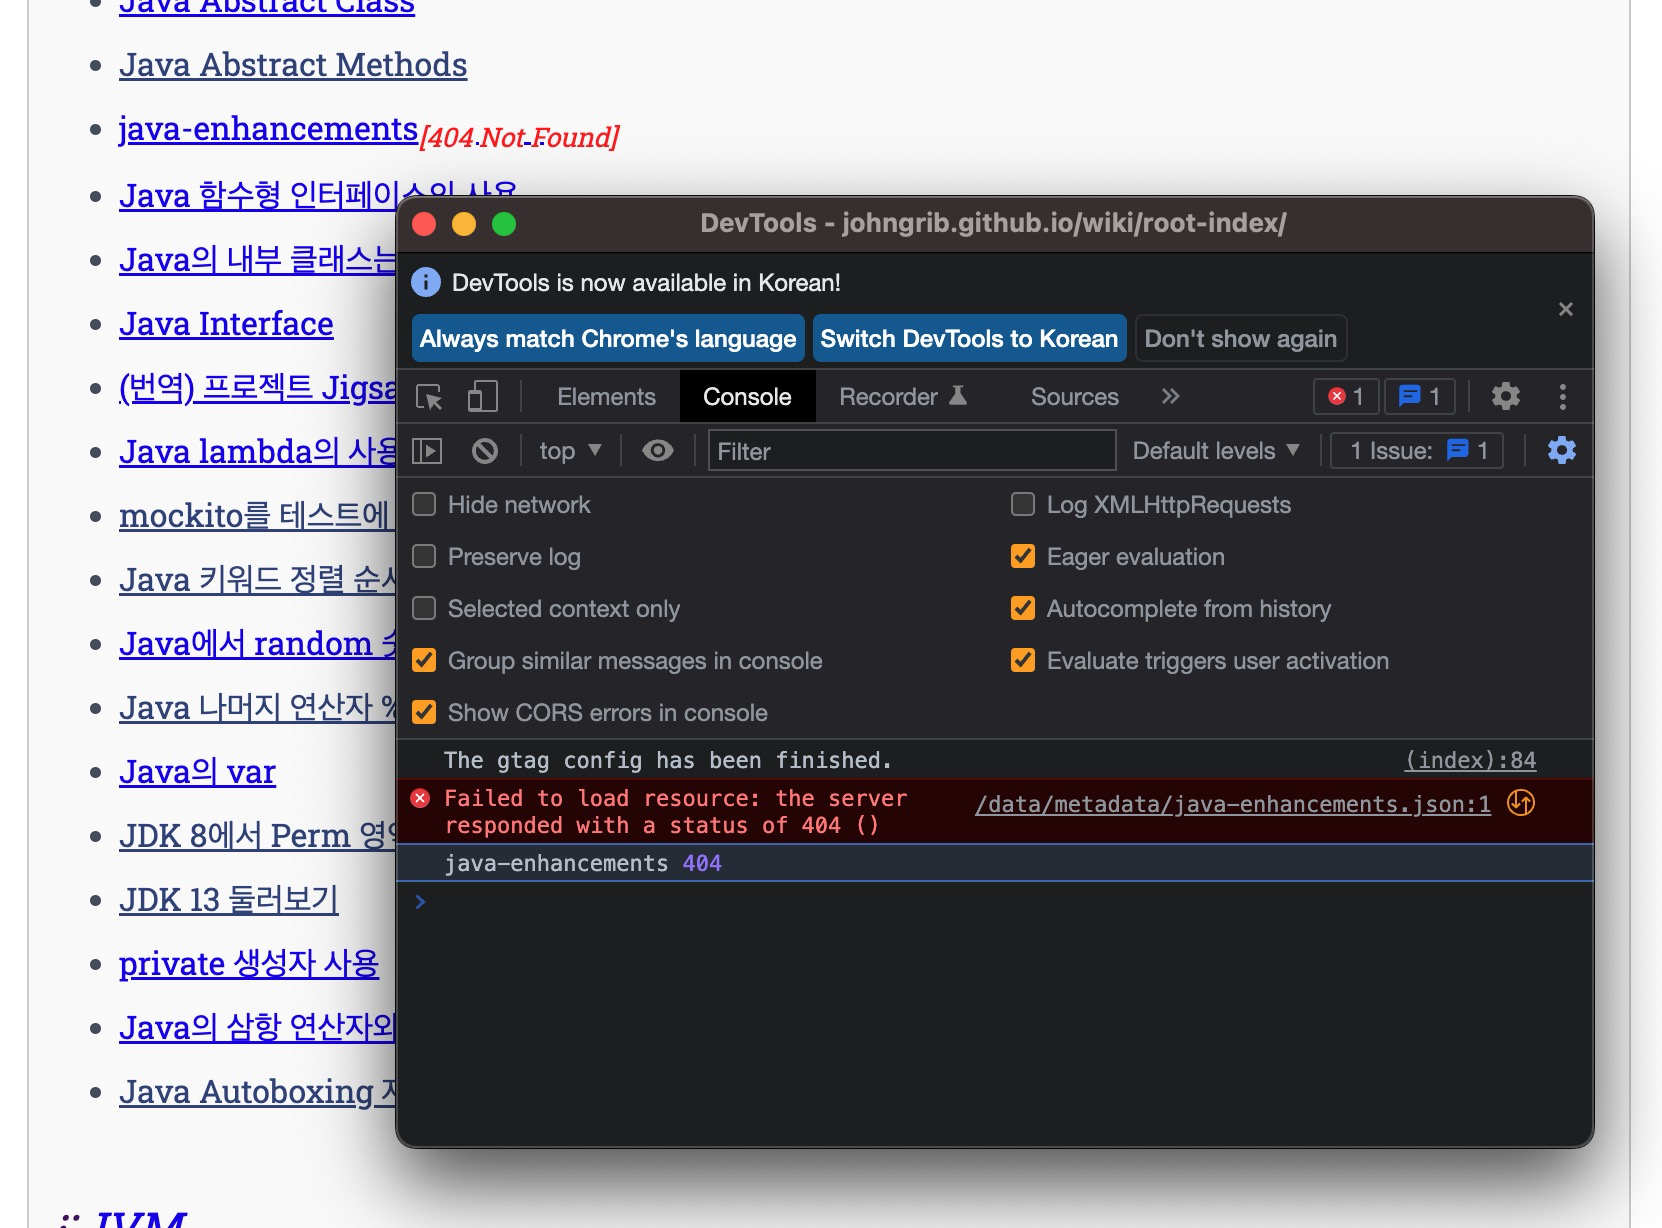 Java Abstract Class
Java Abstract Methods
java-enhancements[404 Not Found]
Java 함수형 인터페이스의 사용
Java의 내부 클래스는
Java Interface
(번역) 프로젝트 Jigsa
Java lambda의 사용
mockito를 테스트에
Java 키워드 정렬 순서
Java에서 random 숫
Java 나머지 연산자 %
Java의 var
JDK 8에서 Perm 영역
JDK 13 둘러보기
private 생성자 사용
Java의 삼항 연산자와
Java Autoboxing
:: JVM
DevTools - johngrib.github.io/wiki/root-index/
DevTools is now available in Korean!
Always match Chrome's language Switch DevTools to Korean Don't show again
Elements Console Recorder Sources 1 1
top Filter Default levels 1 Issue: 1
Hide network Log XMLHttpRequests
Preserve log Eager evaluation
Selected context only Autocomplete from history
Group similar messages in console Evaluate triggers user activation
Show CORS errors in console
The gtag config has been finished. (index):84
Failed to load resource: the server /data/metadata/java-enhancements.json:1
responded with a status of 404 ()
java-enhancements 404